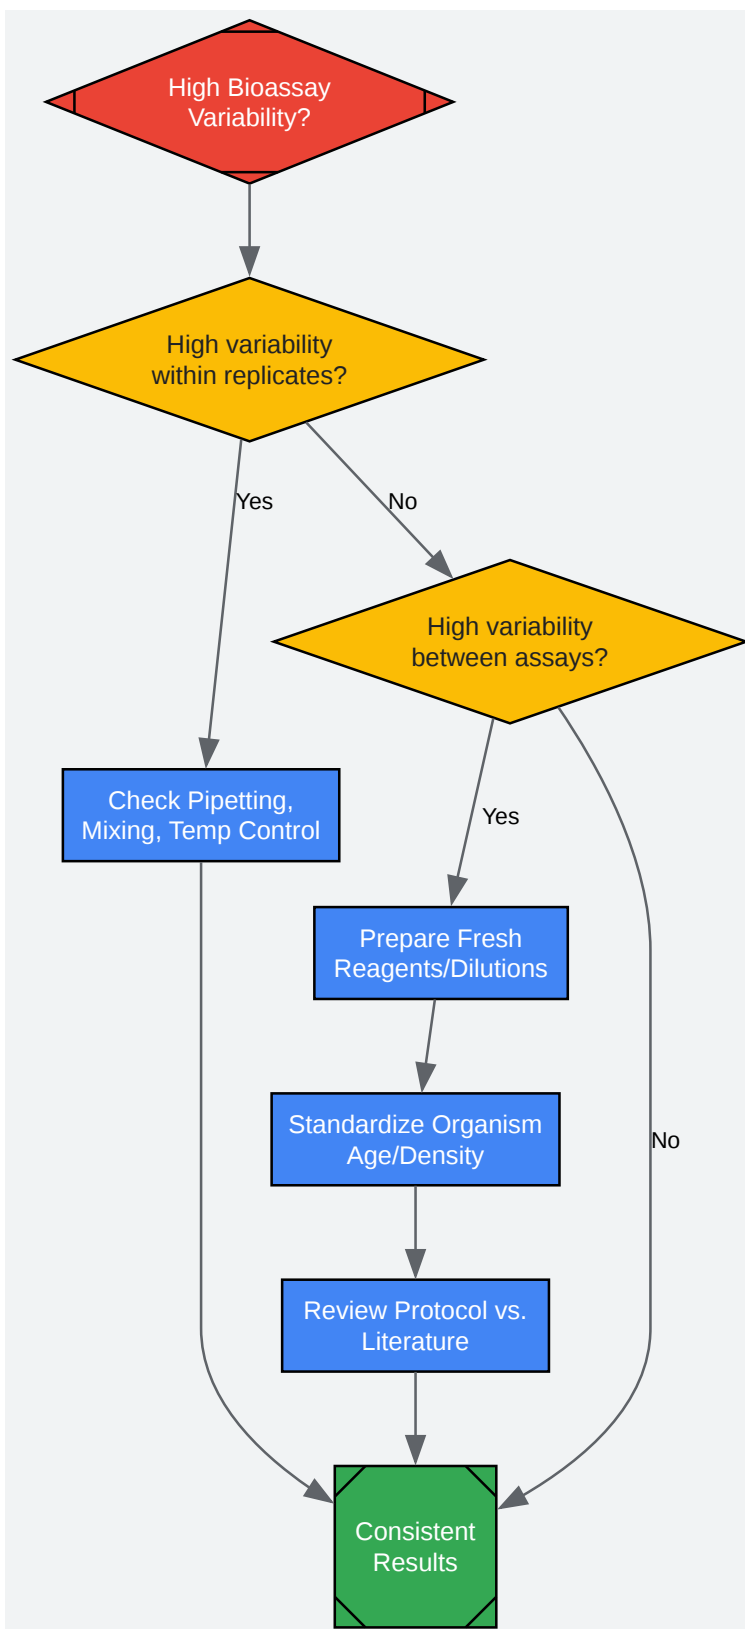 High Bioassay
Variability?
High variability
within replicates?
Yes
No
High variability
between assays?
Check Pipetting,
Mixing, Temp Control
Yes
Prepare Fresh
Reagents/Dilutions
Standardize Organism
Age/Density
No
Review Protocol vs.
Literature
Consistent
Results